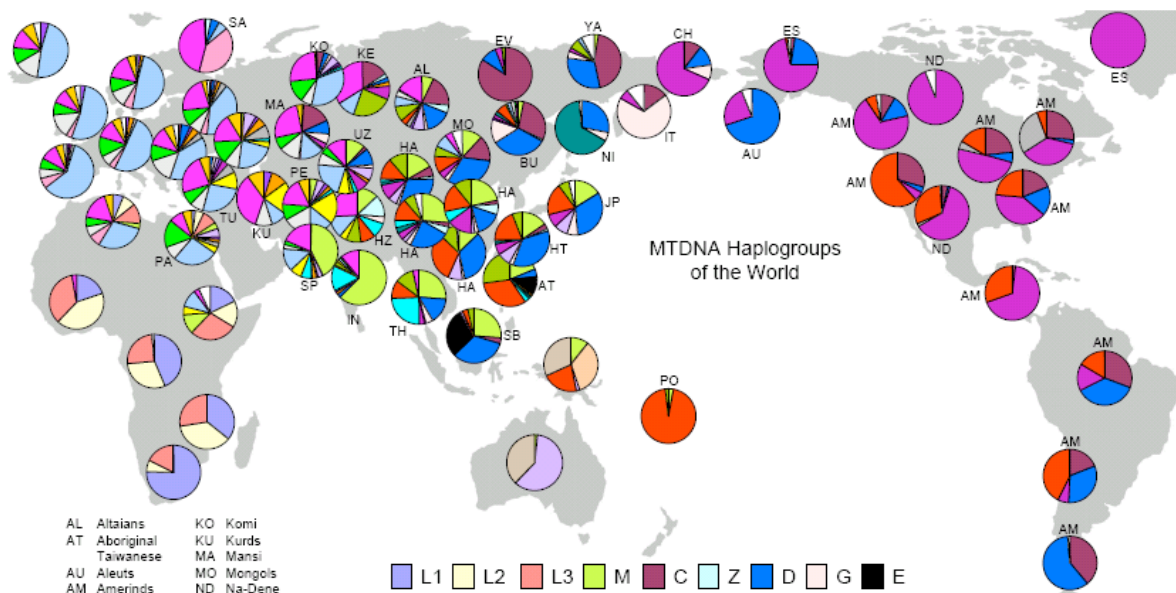 SA
ES
YA
CH
ES
KO
KE
EV
ND
AL
MA
AM
AM
UZ
MO
BU
NI
IT
AU
HA
PE
AM
HA
JP
AM
TU
KU
HZ
HA
HT
ND
MTDNA Haplogroups
of the World
PA
SP
HA
AT
IN
TH
AM
SB
AM
PO
AM
AM
AL Altaians KO Komi
AT Aboriginal KU Kurds
Taiwanese MA Mansi
AU Aleuts MO Mongols
AM Amerinds ND Na-Dene
L1 L2 L3 M C Z D G E